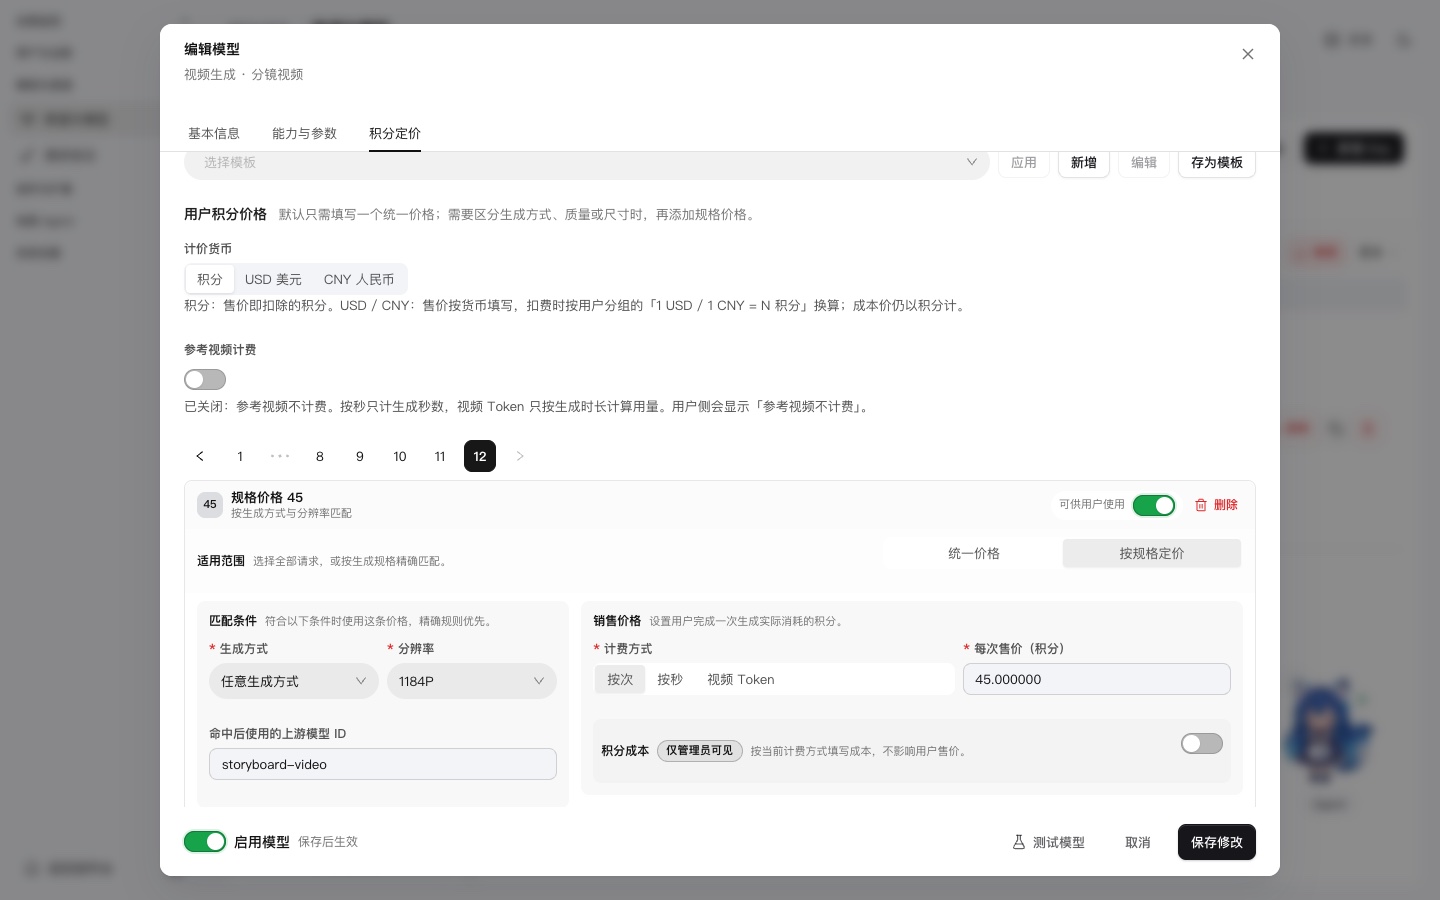 编辑模型
视频生成 · 分镜视频
基本信息 能力与参数 积分定价
选择模板 应用 新增 编辑 存为模板
用户积分价格 默认只需填写一个统一价格；需要区分生成方式、质量或尺寸时，再添加规格价格。
计价货币
积分 USD 美元 CNY 人民币
积分：售价即扣除的积分。USD / CNY：售价按货币填写，扣费时按用户分组的「1 USD / 1 CNY = N 积分」换算；成本价仍以积分计。
参考视频计费
已关闭：参考视频不计费。按秒只计生成秒数，视频 Token 只按生成时长计算用量。用户侧会显示「参考视频不计费」。
1 ··· 8 9 10 11 12
45 规格价格 45 可供用户使用 删除
按生成方式与分辨率匹配
适用范围 选择全部请求，或按生成规格精确匹配。 统一价格 按规格定价
匹配条件 符合以下条件时使用这条价格，精确规则优先。
* 生成方式 * 分辨率
任意生成方式 1184P
命中后使用的上游模型 ID
storyboard-video
销售价格 设置用户完成一次生成实际消耗的积分。
* 计费方式 * 每次售价（积分）
按次 按秒 视频 Token 45.000000
积分成本 仅管理员可见 按当前计费方式填写成本，不影响用户售价。
启用模型 保存后生效 测试模型 取消 保存修改